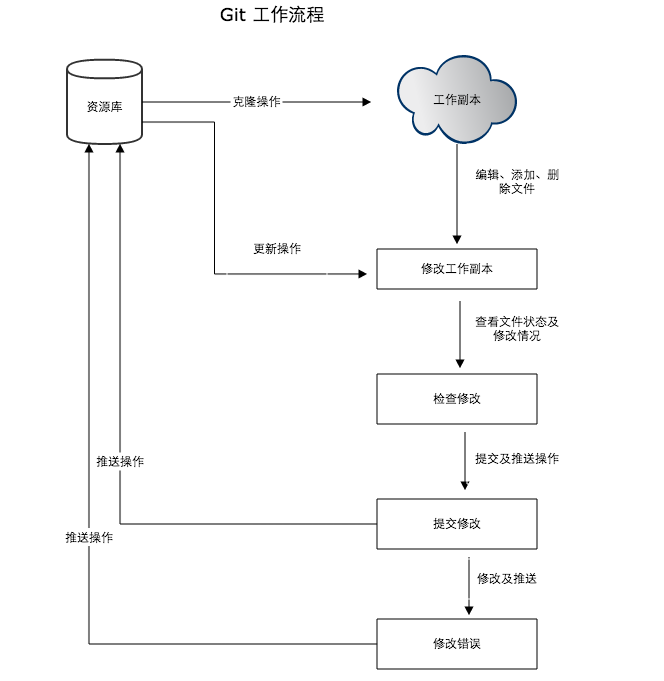 Git 工作流程
资源库
克隆操作
工作副本
编辑、添加、删
除文件
更新操作
修改工作副本
查看文件状态及
修改情况
检查修改
推送操作
提交及推送操作
提交修改
推送操作
修改及推送
修改错误